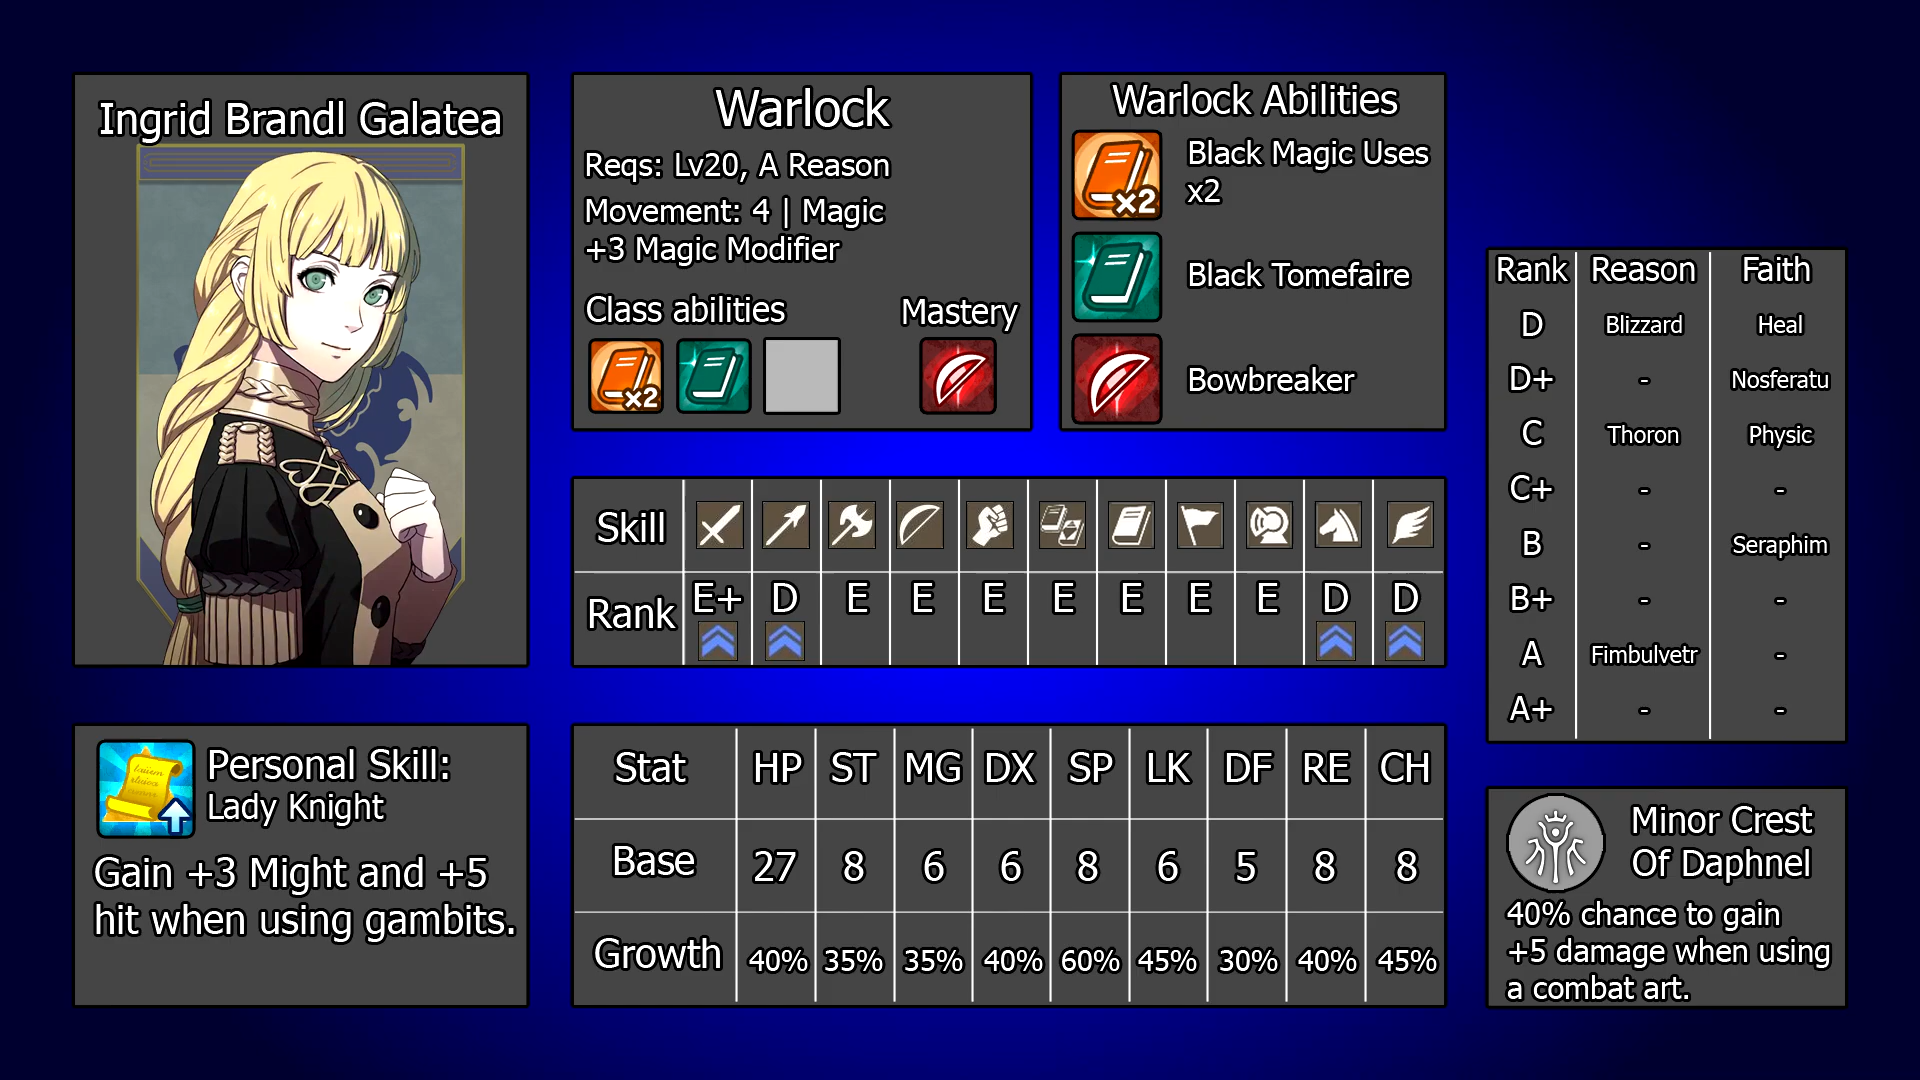 Ingrid Brandl Galatea
Warlock
Reqs: Lv20, A Reason
Movement: 4 | Magic
+3 Magic Modifier
Class abilities
Mastery
x2
Warlock Abilities
x2
Black Magic Uses
x2
Black Tomefaire
Bowbreaker
Skill
Rank E+ D E E E E E E E D D
Personal Skill:
Lady Knight
Gain +3 Might and +5
hit when using gambits.
Stat HP ST MG DX SP LK DF RE CH
Base 27 8 6 6 8 6 5 8 8
Growth 40% 35% 35% 40% 60% 45% 30% 40% 45%
Rank Reason Faith
D Blizzard Heal
D+ - Nosferatu
C Thoron Physic
C+ - -
B - Seraphim
B+ - -
A Fimbulvetr -
A+ - -
Minor Crest
Of Daphnel
40% chance to gain
+5 damage when using
a combat art.